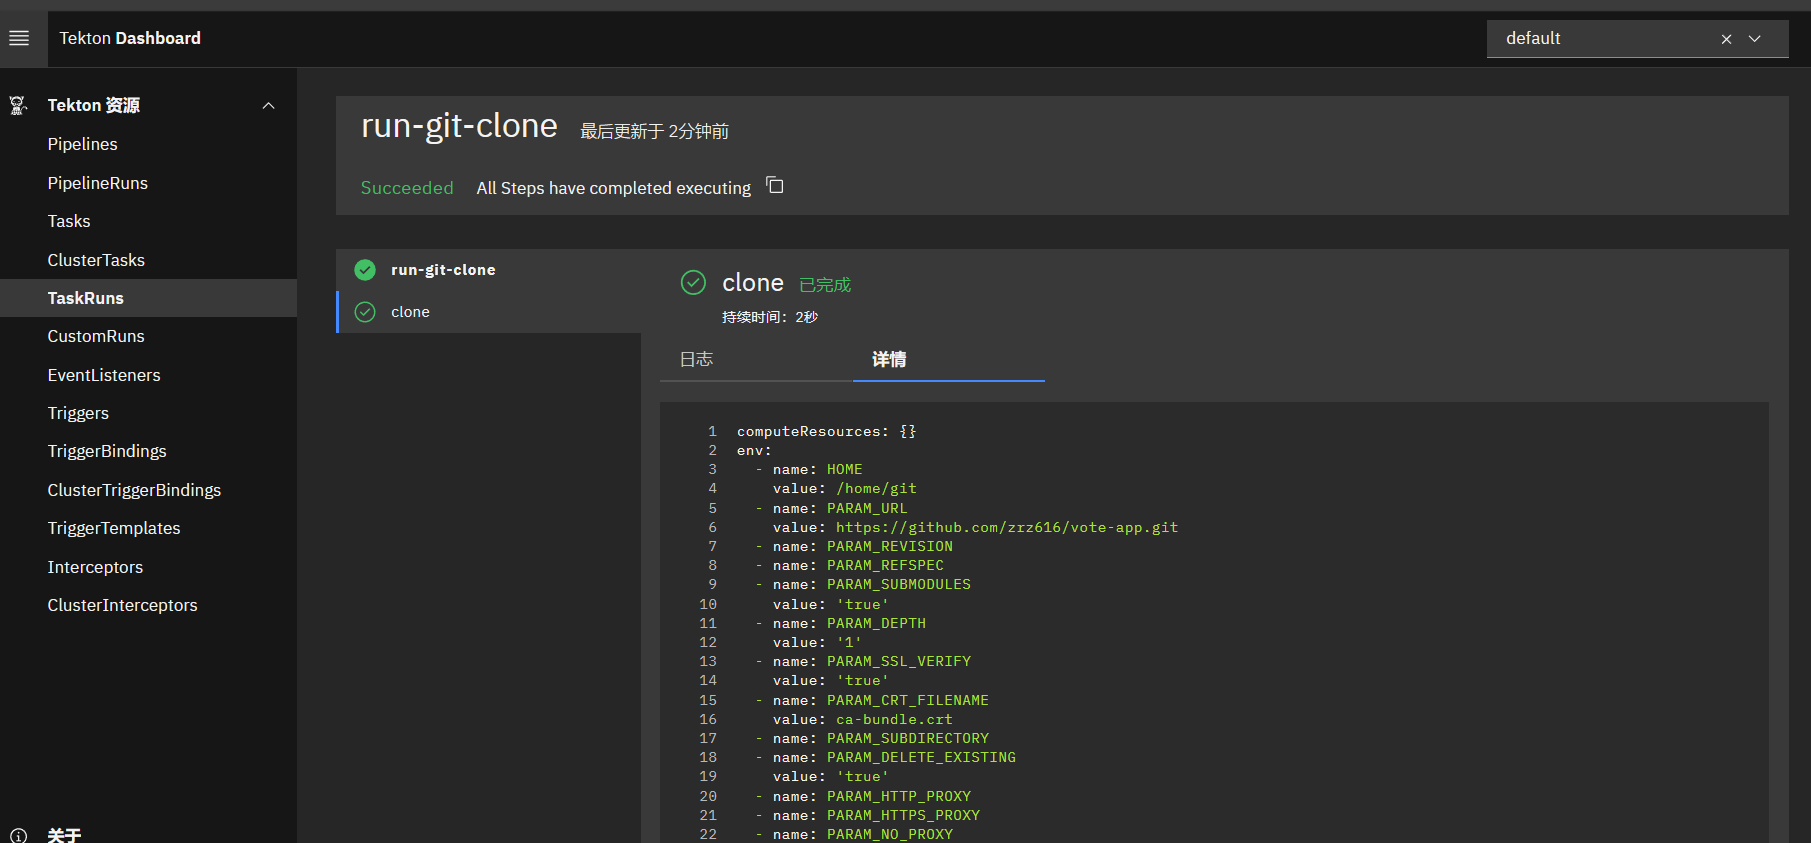 Tekton Dashboard
default
Tekton 资源
Pipelines
PipelineRuns
Tasks
ClusterTasks
TaskRuns
CustomRuns
EventListeners
Triggers
TriggerBindings
ClusterTriggerBindings
TriggerTemplates
Interceptors
ClusterInterceptors
关于
run-git-clone 最后更新于 2分钟前
Succeeded All Steps have completed executing
run-git-clone
clone
clone 已完成
持续时间：2秒
日志 详情
1 computeResources: {}
2 env:
3 - name: HOME
4 value: /home/git
5 - name: PARAM_URL
6 value: https://github.com/zrz616/vote-app.git
7 - name: PARAM_REVISION
8 - name: PARAM_REFSPEC
9 - name: PARAM_SUBMODULES
10 value: 'true'
11 - name: PARAM_DEPTH
12 value: '1'
13 - name: PARAM_SSL_VERIFY
14 value: 'true'
15 - name: PARAM_CRT_FILENAME
16 value: ca-bundle.crt
17 - name: PARAM_SUBDIRECTORY
18 - name: PARAM_DELETE_EXISTING
19 value: 'true'
20 - name: PARAM_HTTP_PROXY
21 - name: PARAM_HTTPS_PROXY
22 - name: PARAM_NO_PROXY